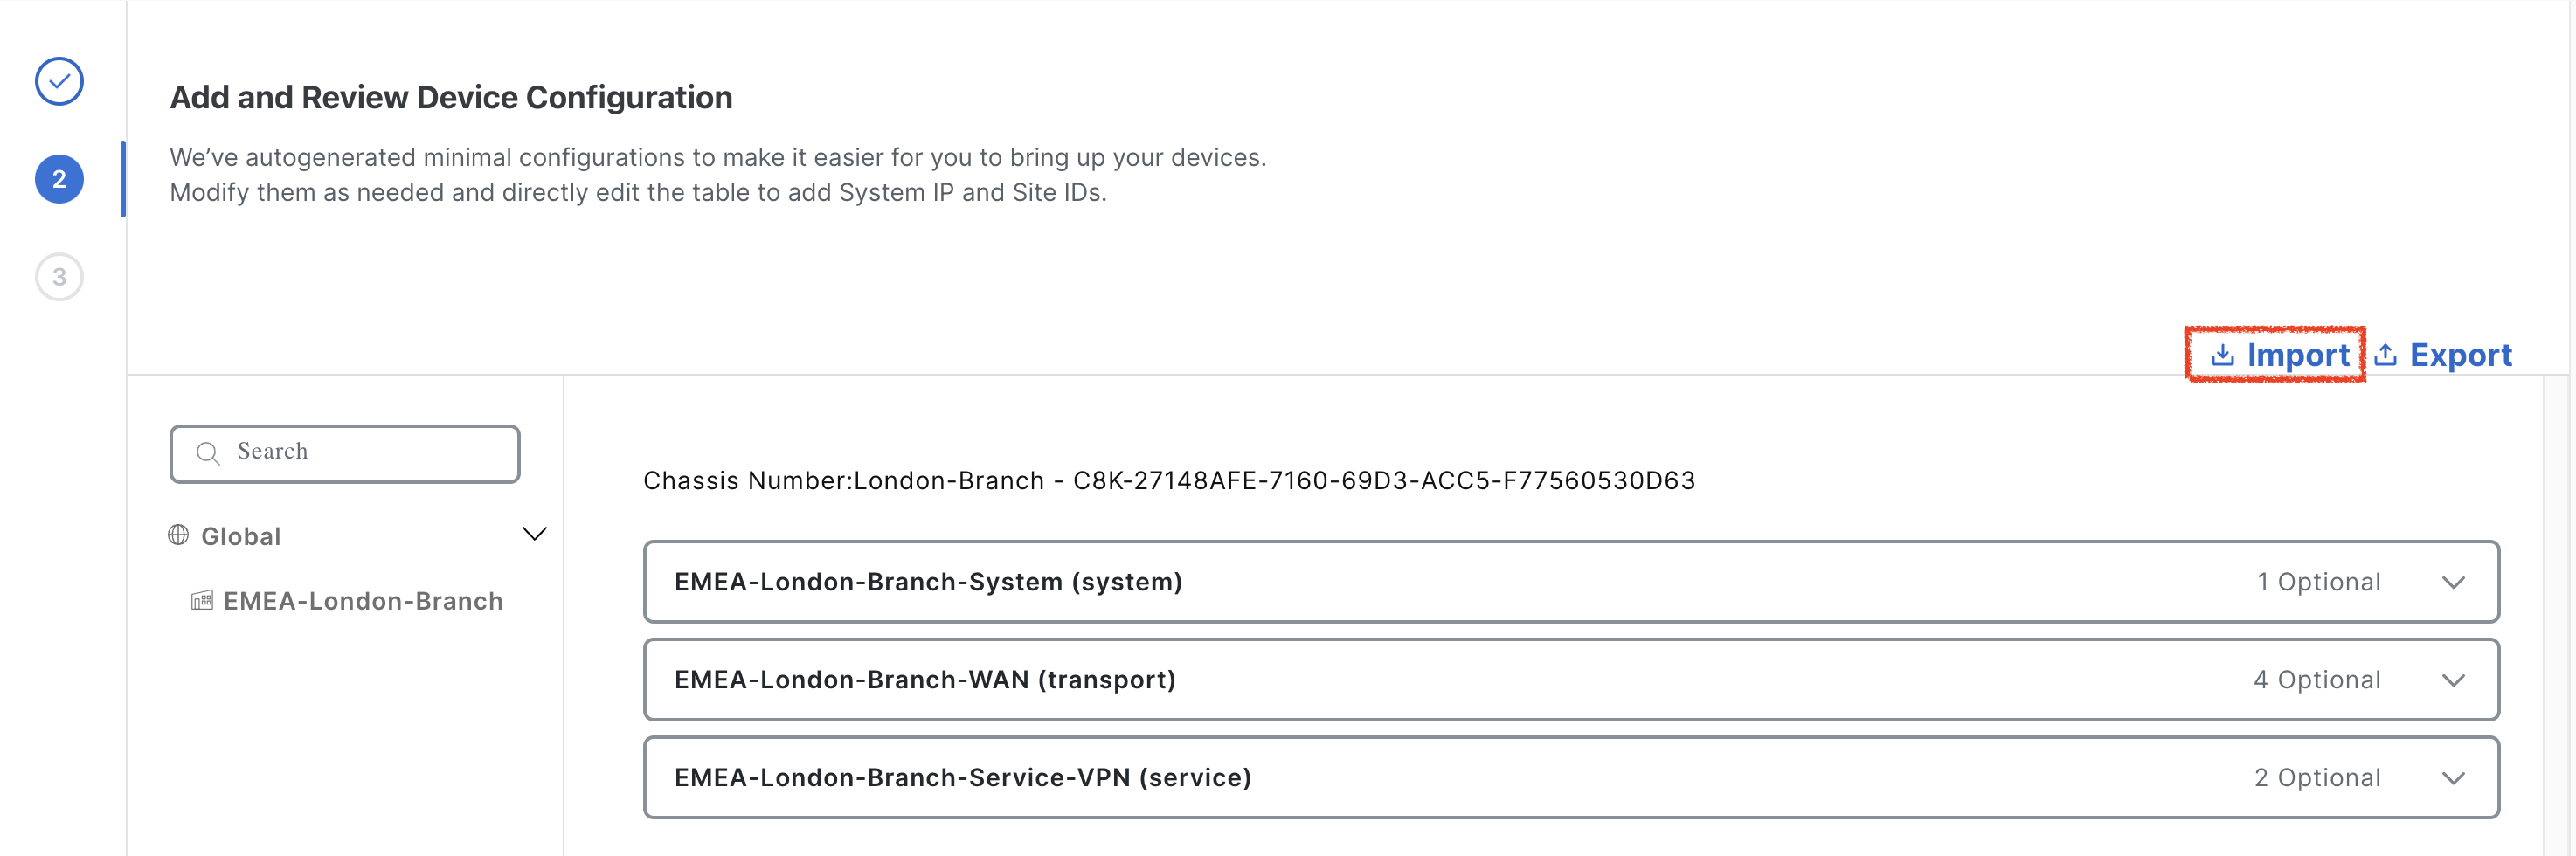 Add and Review Device Configuration
We’ve autogenerated minimal configurations to make it easier for you to bring up your devices.
2
Modify them as needed and directly edit the table to add System IP and Site IDs.
3
Import
Export
Search
Chassis Number:London-Branch - C8K-27148AFE-7160-69D3-ACC5-F77560530D63
Global
EMEA-London-Branch
EMEA-London-Branch-System (system)
1 Optional
EMEA-London-Branch-WAN (transport)
4 Optional
EMEA-London-Branch-Service-VPN (service)
2 Optional